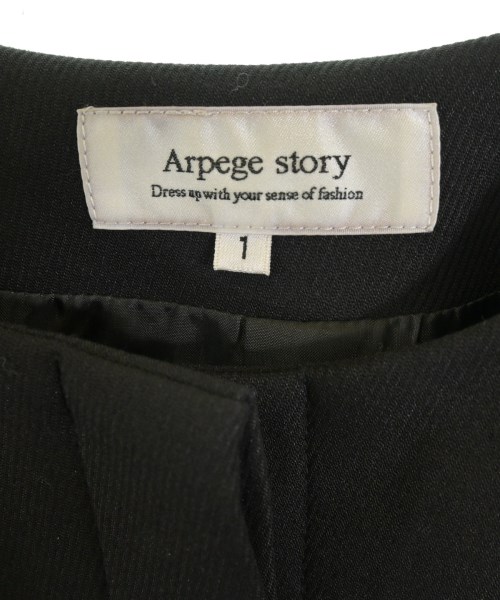 Arpege story
Dress up with your sense of fashion
1